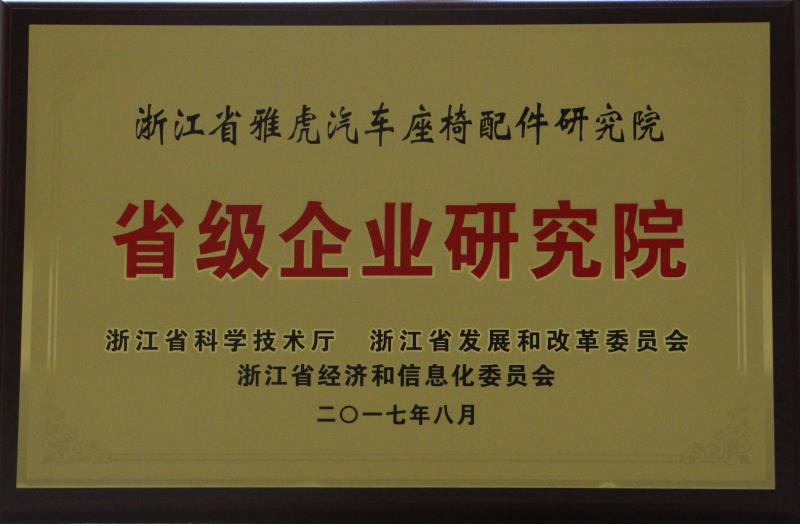 浙江省雅虎汽车座椅配件研究院
省级企业研究院
浙江省科学技术厅 浙江省发展和改革委员会
浙江省经济和信息化委员会
二〇一七年八月